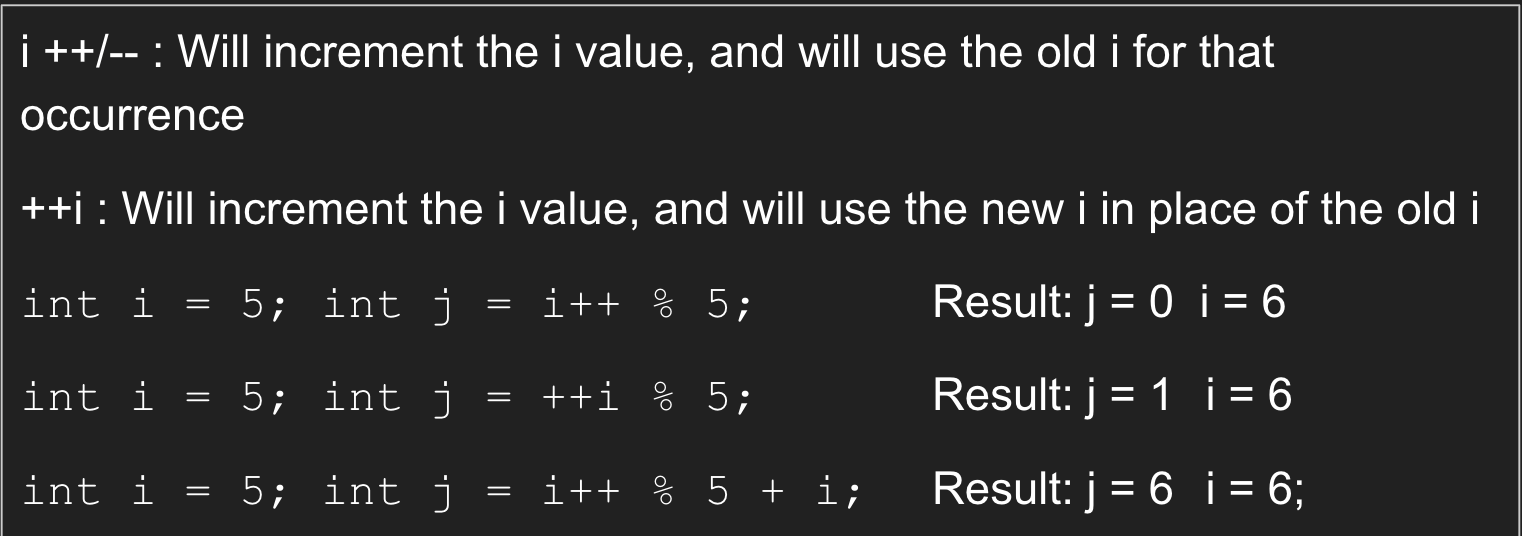 i ++/-- : Will increment the i value, and will use the old i for that
occurrence
++i : Will increment the i value, and will use the new i in place of the old i
int i = 5; int j = i++ % 5; Result: j = 0 i = 6
int i = 5; int j = ++i % 5; Result: j = 1 i = 6
int i = 5; int j = i++ % 5 + i; Result: j = 6 i = 6;